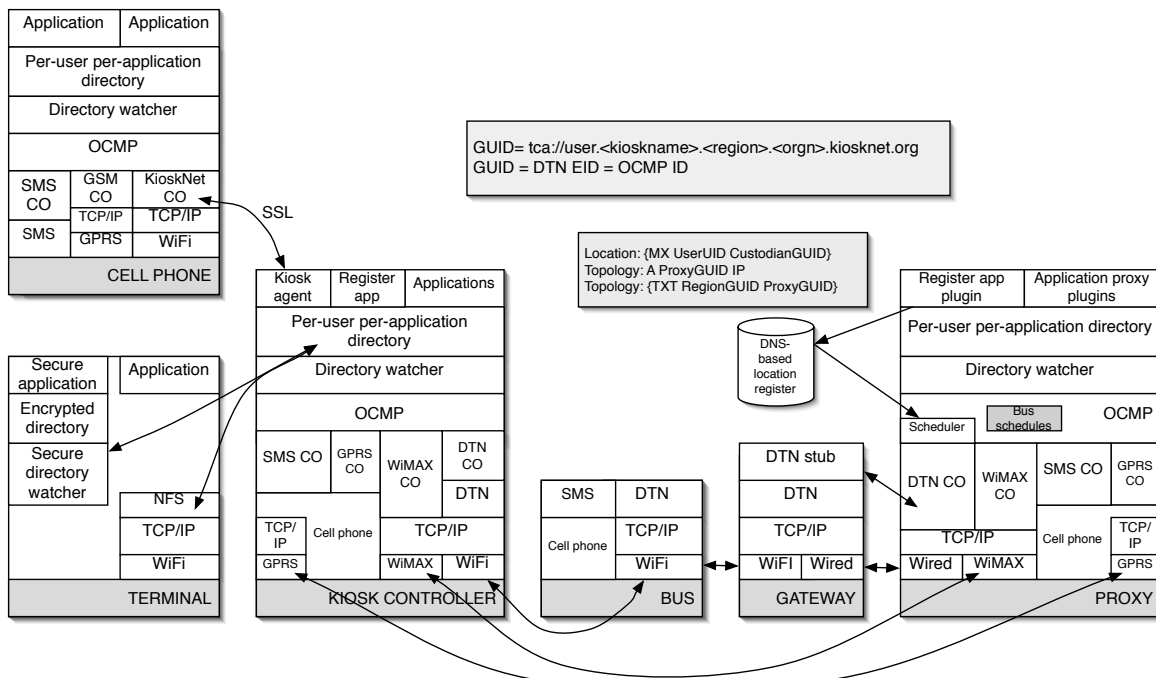 Application
Application
Per-user per-application
directory
Directory watcher
OCMP
SMS
CO
GSM
CO
KioskNet
CO
TCP/IP
TCP/IP
SMS
GPRS
WiFi
CELL PHONE
SSL
GUID= tca://user.<kioskname>.<region>.<orgn>.kiosknet.org
GUID = DTN EID = OCMP ID
Location: {MX UserUID CustodianGUID}
Topology: A ProxyGUID IP
Topology: {TXT RegionGUID ProxyGUID}
DNS-
based
location
register
Secure
application
Application
Encrypted
directory
Secure
directory
watcher
NFS
TCP/IP
WiFi
TERMINAL
Kiosk
agent
Register
app
Applications
Per-user per-application
directory
Directory watcher
OCMP
SMS CO
GPRS
CO
WiMAX
CO
DTN
CO
DTN
TCP/
IP
Cell phone
TCP/IP
GPRS
WiMAX
WiFi
KIOSK CONTROLLER
SMS
DTN
Cell phone
TCP/IP
WiFi
BUS
DTN stub
DTN
TCP/IP
WiFI
Wired
GATEWAY
Register app
plugin
Application proxy
plugins
Per-user per-application directory
Directory watcher
OCMP
Bus
schedules
Scheduler
DTN CO
WiMAX
CO
SMS CO
GPRS
CO
TCP/IP
Cell phone
TCP/
IP
Wired
WiMAX
GPRS
PROXY